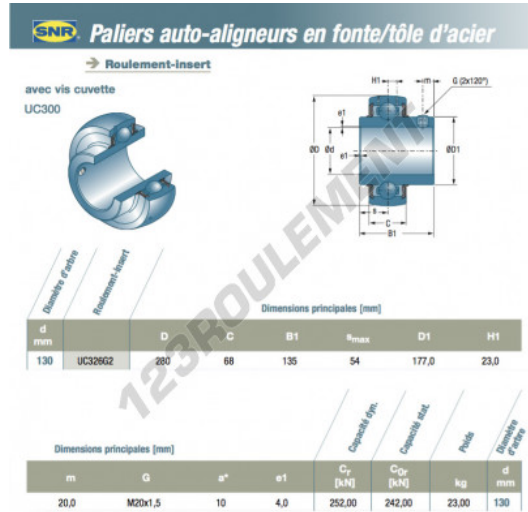 SNR Paliers auto-aligneurs en fonte/tôle d'acier
Roulement-insert
avec vis cuvette
UC300
H1 m G (2x120°)
e1
ØD Ød ØD1
e1
s
C
B1
123ROULEMENT
Diamètre d'arbre
Roulement-insert
Dimensions principales [mm]
d mm D C B1 smax D1 H1
130 UC326G2 280 68 135 54 177,0 23,0
Capacité dyn.
Capacité stat.
Poids
Diamètre d'arbre
Dimensions principales [mm]
m G a* e1 Cr [kN] C0r [kN] kg d mm
20,0 M20x1,5 10 4,0 252,00 242,00 23,00 130